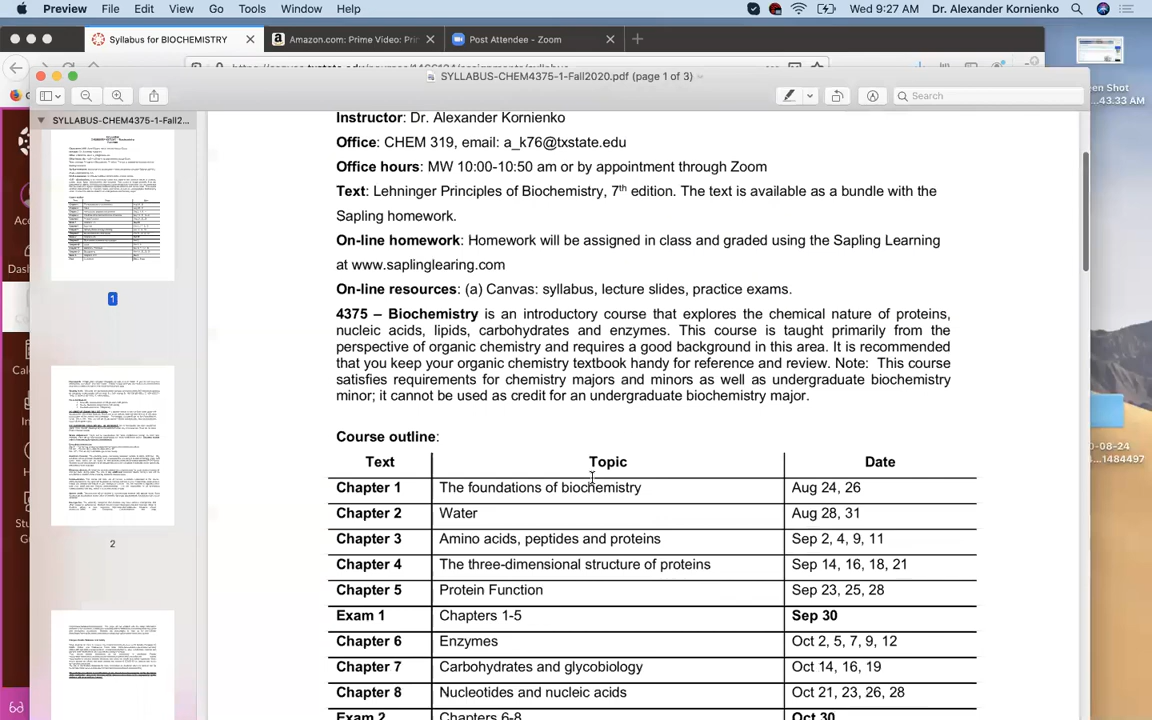 Preview File Edit View Go Tools Window Help Wed 9:27 AM Dr. Alexander Kornienko
Syllabus for BIOCHEMISTRY Amazon.com: Prime Video: Pri Post Attendee - Zoom
SYLLABUS-CHEM4375-1-Fall2020.pdf (page 1 of 3)
Search
een Shot
.43.33 AM
SYLLABUS-CHEM4375-1-Fall2...
1
2
Instructor: Dr. Alexander Kornienko
Office: CHEM 319, email: a_k76@txstate.edu
Office hours: MW 10:00-10:50 and or by appointment through Zoom
Text: Lehninger Principles of Biochemistry, 7th edition. The text is available as a bundle with the
Sapling homework.
On-line homework: Homework will be assigned in class and graded using the Sapling Learning
at www.saplinglearing.com
On-line resources: (a) Canvas: syllabus, lecture slides, practice exams.
4375 – Biochemistry is an introductory course that explores the chemical nature of proteins,
nucleic acids, lipids, carbohydrates and enzymes. This course is taught primarily from the
perspective of organic chemistry and requires a good background in this area. It is recommended
that you keep your organic chemistry textbook handy for reference and review. Note: This course
satisfies requirements for chemistry majors and minors as well as undergraduate biochemistry
minor; it cannot be used as credit for an undergraduate biochemistry major.
Course outline:
Text Topic Date
Chapter 1 The foundations of biochemistry Aug 24, 26
Chapter 2 Water Aug 28, 31
Chapter 3 Amino acids, peptides and proteins Sep 2, 4, 9, 11
Chapter 4 The three-dimensional structure of proteins Sep 14, 16, 18, 21
Chapter 5 Protein Function Sep 23, 25, 28
Exam 1 Chapters 1-5 Sep 30
Chapter 6 Enzymes Oct 2, 5, 7, 9, 12
Chapter 7 Carbohydrates and glycobiology Oct 14, 16, 19
Chapter 8 Nucleotides and nucleic acids Oct 21, 23, 26, 28
Exam 2 Chapters 6-8 Oct 30
Dash
0-08-24
1484497